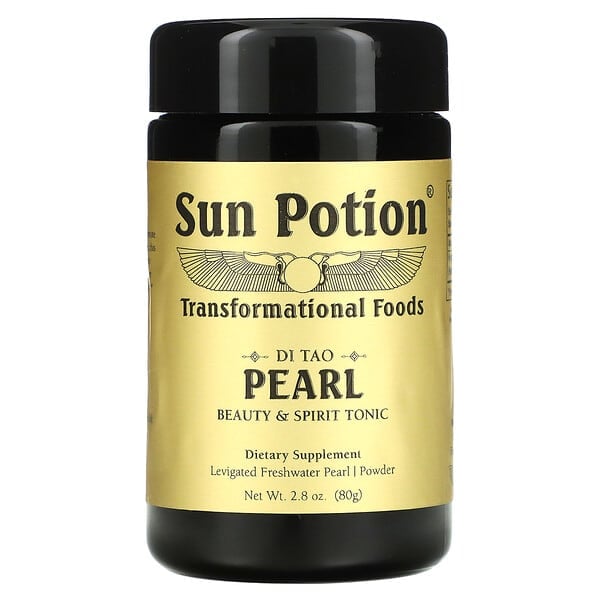 Sun Potion®
Transformational Foods
DI TAO
PEARL
BEAUTY & SPIRIT TONIC
Dietary Supplement
Levigated Freshwater Pearl | Powder
Net Wt. 2.8 oz. (80g)